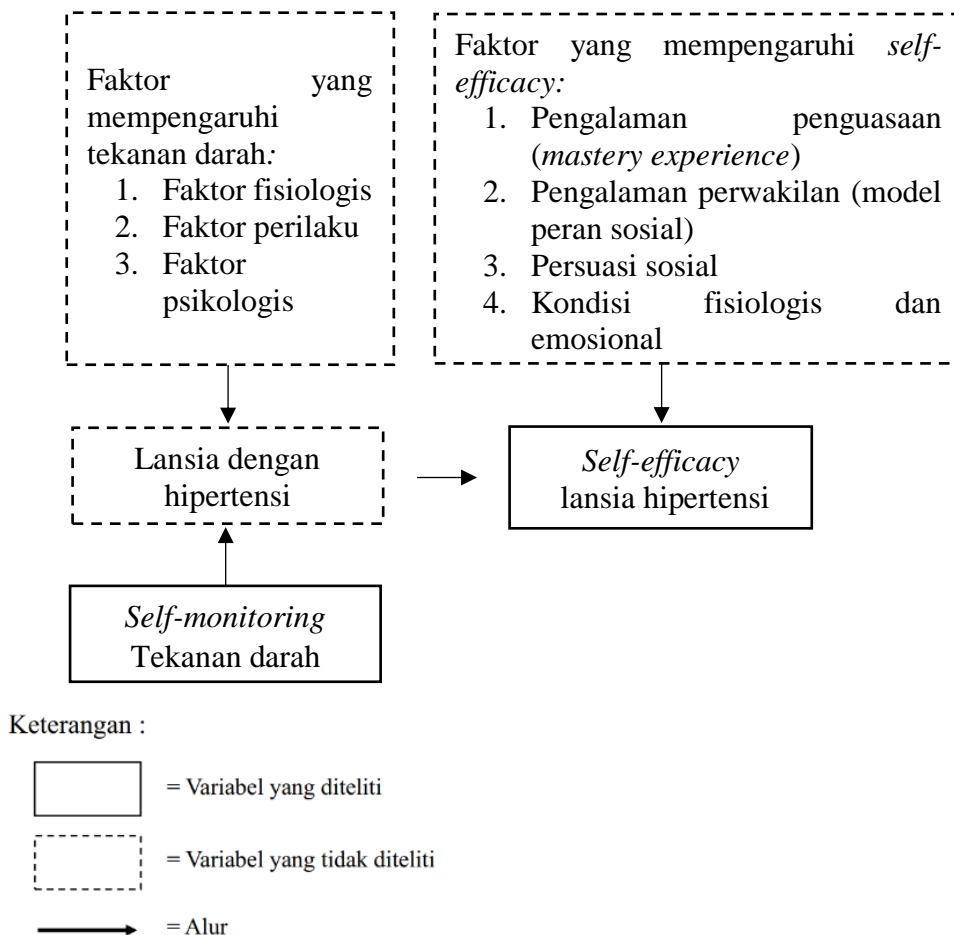 Faktor yang
mempengaruhi
tekanan darah:
1. Faktor fisiologis
2. Faktor perilaku
3. Faktor
psikologis
Faktor yang mempengaruhi self-
efficacy:
1. Pengalaman penguasaan
(mastery experience)
2. Pengalaman perwakilan (model
peran sosial)
3. Persuasi sosial
4. Kondisi fisiologis dan
emosional
Lansia dengan
hipertensi
Self-efficacy
lansia hipertensi
Self-monitoring
Tekanan darah
Keterangan :
= Variabel yang diteliti
= Variabel yang tidak diteliti
= Alur